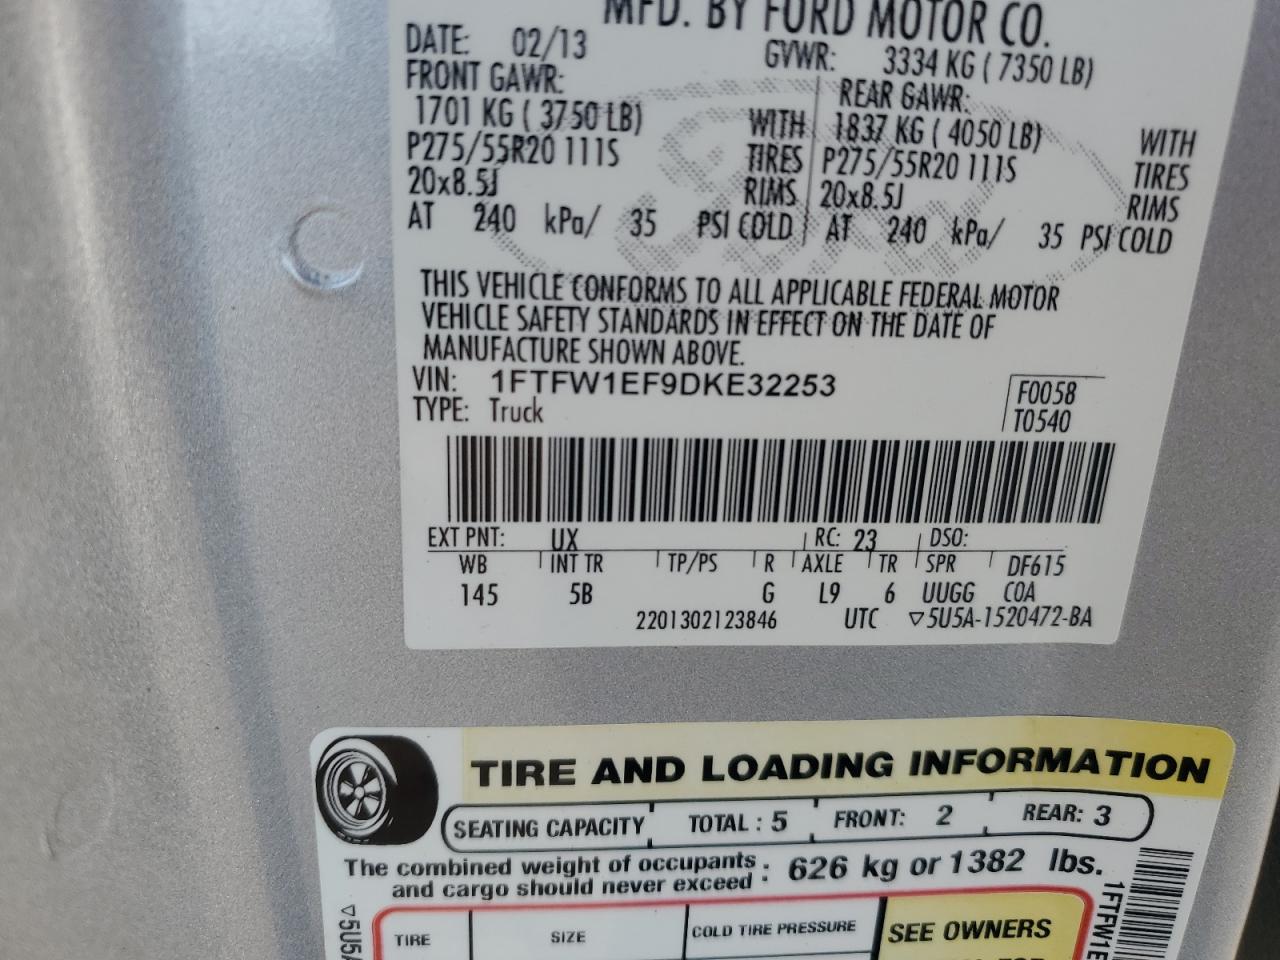 MFD. BY FORD MOTOR CO.
DATE: 02/13 GVWR: 3334 KG ( 7350 LB)
FRONT GAWR: REAR GAWR:
1701 KG ( 3750 LB) WITH 1837 KG ( 4050 LB) WITH
P275/55R20 111S TIRES P275/55R20 111S TIRES
20x8.5J RIMS 20x8.5J RIMS
AT 240 kPa/ 35 PSI COLD AT 240 kPa/ 35 PSI COLD
THIS VEHICLE CONFORMS TO ALL APPLICABLE FEDERAL MOTOR
VEHICLE SAFETY STANDARDS IN EFFECT ON THE DATE OF
MANUFACTURE SHOWN ABOVE.
VIN: 1FTFW1EF9DKE32253 F0058
TYPE: Truck T0540
EXT PNT: UX RC: 23 DSO:
WB INT TR TP/PS R AXLE TR SPR DF615
145 5B G L9 6 UUGG COA
2201302123846 UTC ▽5U5A-1520472-BA
TIRE AND LOADING INFORMATION
SEATING CAPACITY TOTAL : 5 FRONT: 2 REAR: 3
The combined weight of occupants
and cargo should never exceed : 626 kg or 1382 lbs.
TIRE SIZE COLD TIRE PRESSURE SEE OWNERS
▽5U5A
1FTFW1E